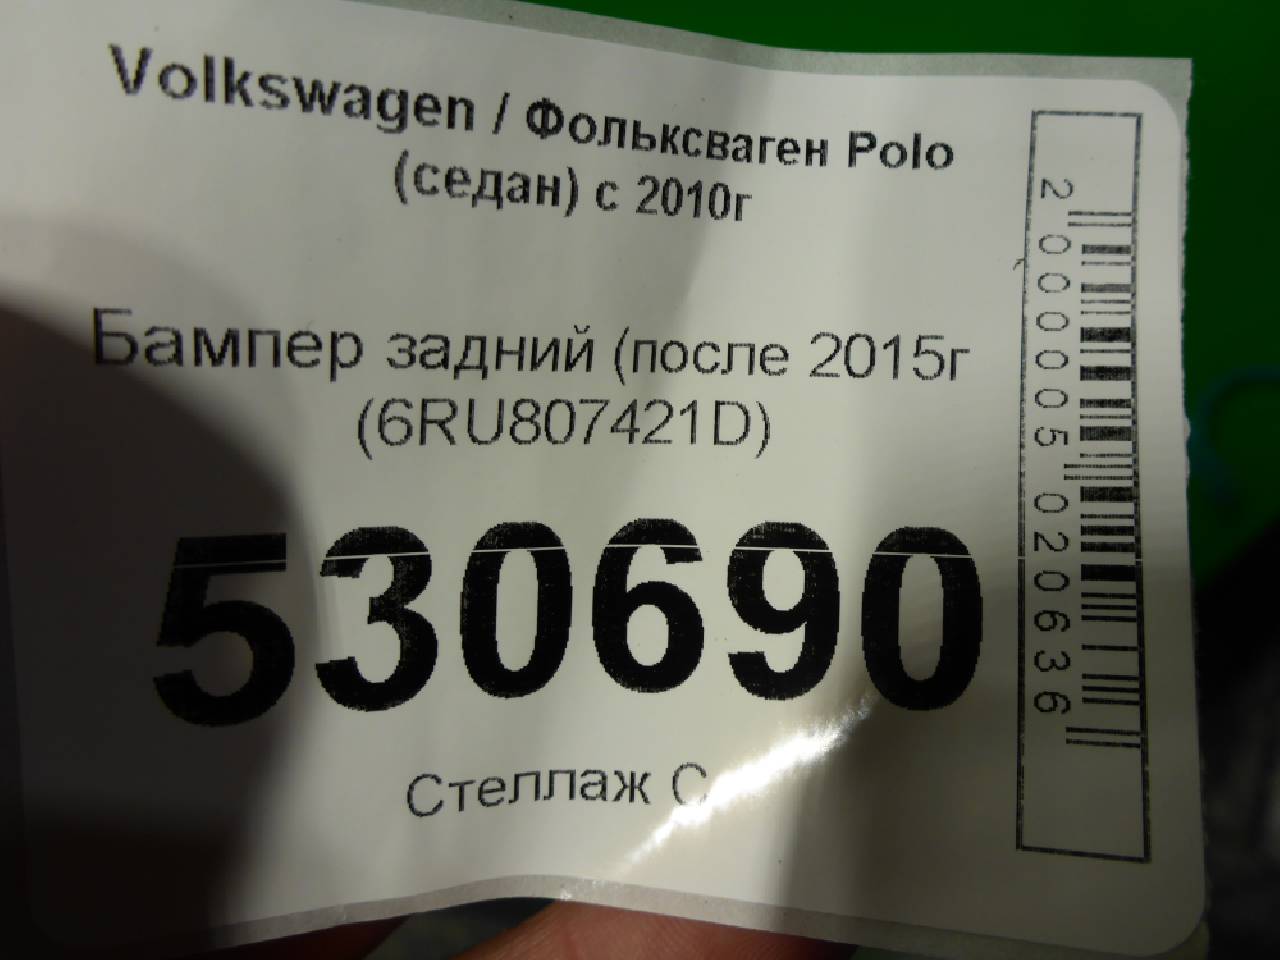 Volkswagen / Фольксваген Polo
(седан) с 2010г
Бампер задний (после 2015г
(6RU807421D)
530690
Стеллаж С
2000005020636